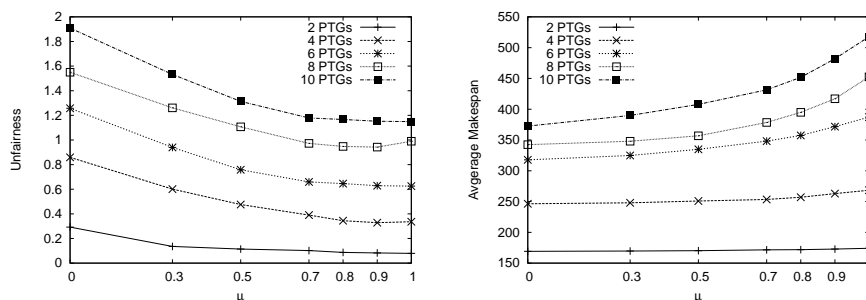 2
1.8
1.6
1.4
1.2
1
0.8
0.6
0.4
0.2
0
Unfairness
2 PTGs
4 PTGs
6 PTGs
8 PTGs
10 PTGs
0 0.3 0.5 0.7 0.8 0.9 1
μ
550
500
450
400
350
300
250
200
150
Avgerage Makespan
2 PTGs
4 PTGs
6 PTGs
8 PTGs
10 PTGs
0 0.3 0.5 0.7 0.8 0.9
μ